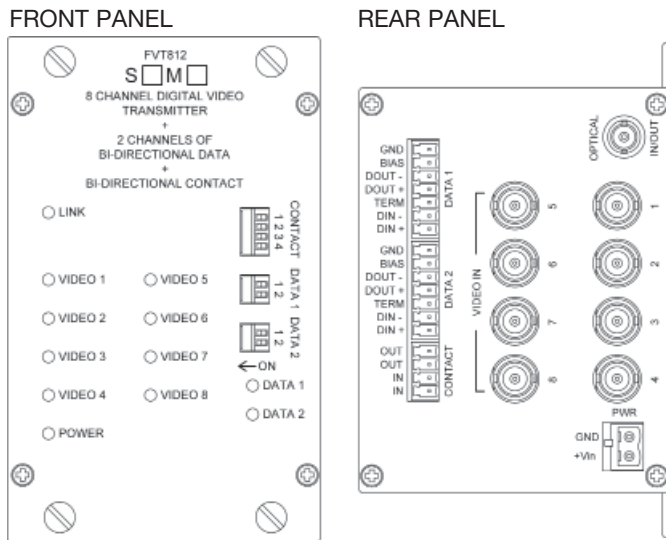 FRONT PANEL
FVT812
S M
8 CHANNEL DIGITAL VIDEO
TRANSMITTER
+
2 CHANNELS OF
BI-DIRECTIONAL DATA
+
BI-DIRECTIONAL CONTACT
LINK
CONTACT
1 2 3 4
VIDEO 1
VIDEO 5
DATA 1
1 2
VIDEO 2
VIDEO 6
DATA 2
1 2
VIDEO 3
VIDEO 7
ON
DATA 1
VIDEO 4
VIDEO 8
DATA 2
POWER
REAR PANEL
OPTICAL
IN/OUT
GND
BIAS
DOUT -
DOUT +
TERM
DIN -
DIN +
DATA 1
GND
BIAS
DOUT -
DOUT +
TERM
DIN -
DIN +
DATA 2
OUT
OUT
IN
IN
CONTACT
VIDEO IN
5
1
6
2
7
3
8
4
PWR
GND
+Vin